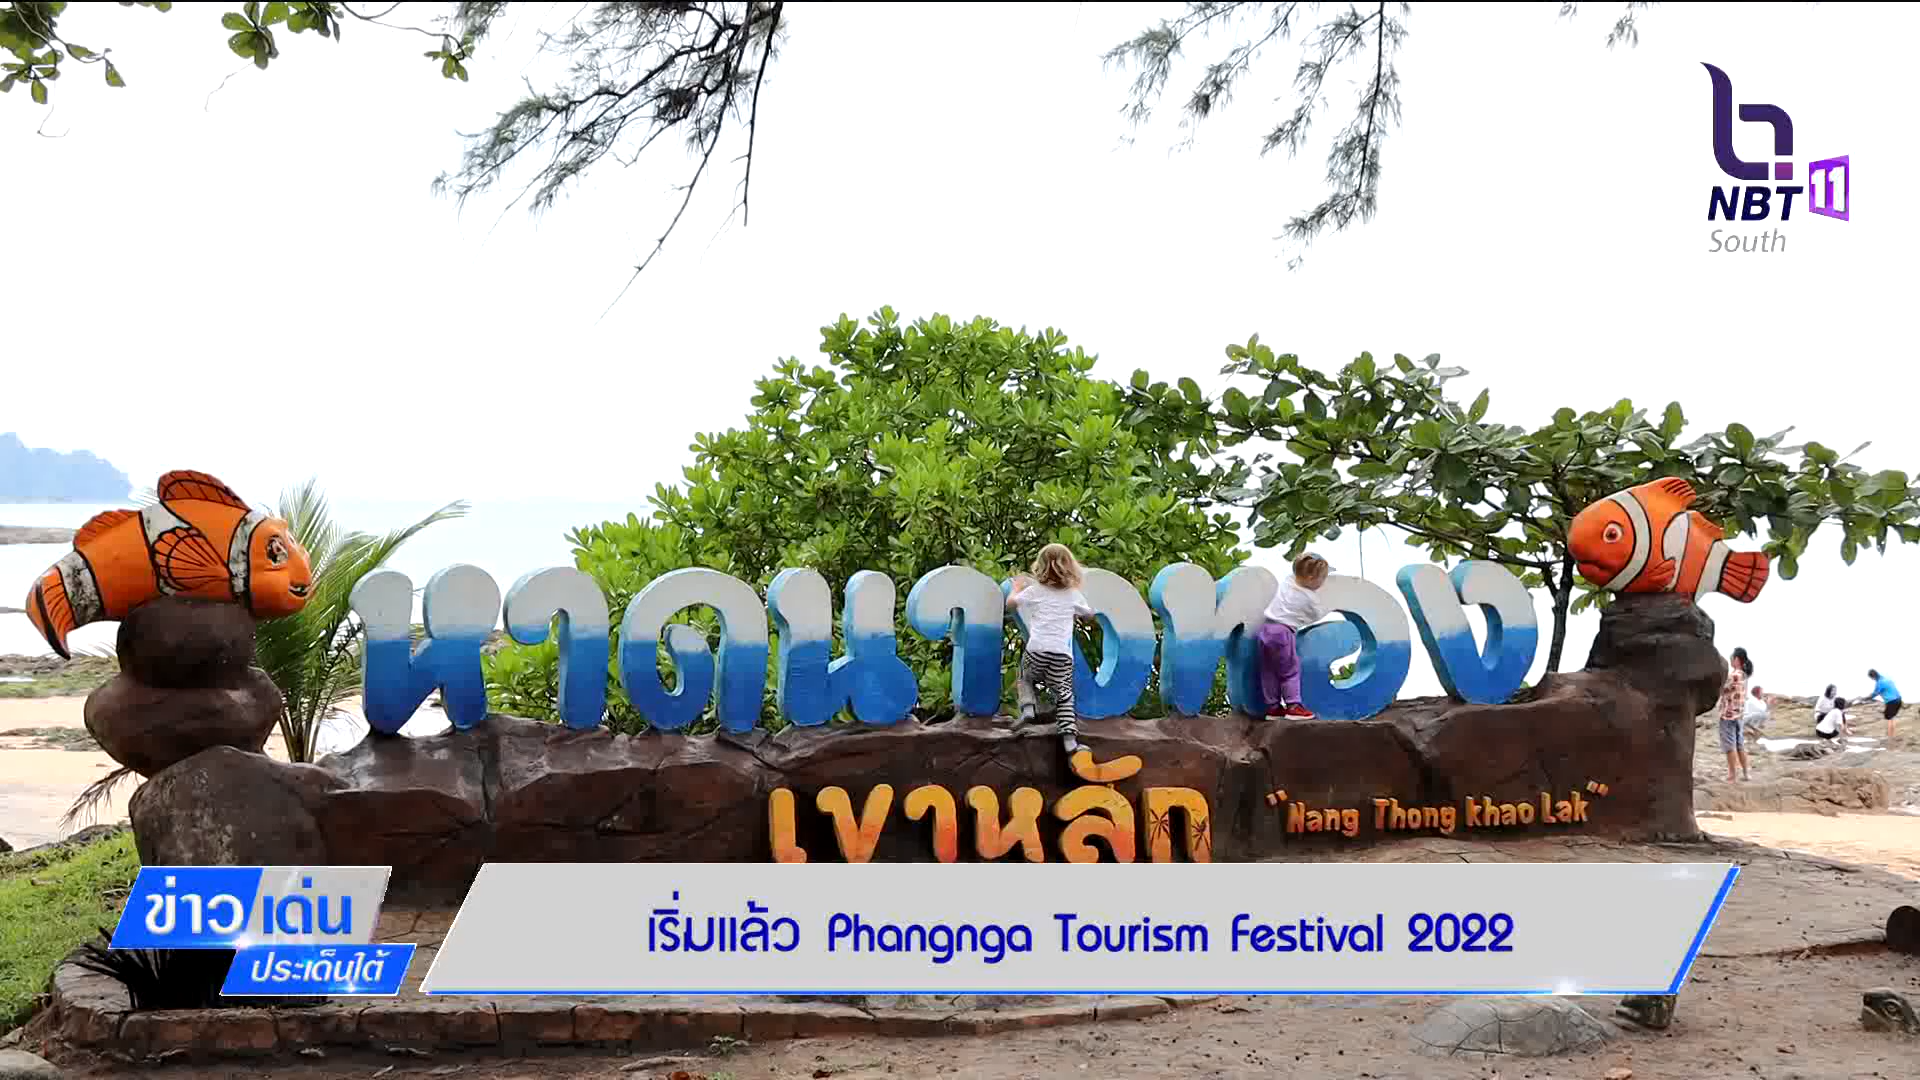 NBT 11
South
หาดนางทอง
เขาหลัก
"Nang Thong Khao Lak"
ข่าวเด่น
ประเด็นใต้
เริ่มแล้ว Phangnga Tourism Festival 2022